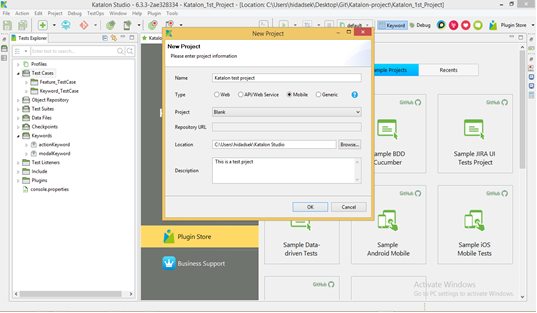 Katalon Studio - 6.3.3-2ae328334 - Katalon_1st_Project - [Location: C:\Users\hidadsek\Desktop\Git\Katalon-project\Katalon_1st_Project]
File Action Edit Project Debug TestOps Tools Window Plugin Help
default
Keyword
Debug
Plugin Store
Tests Explorer
Enter text to search...
Profiles
Test Cases
Feature_TestCase
Keyword_TestCase
Object Repository
Test Suites
Data Files
Checkpoints
Keywords
actionKeyword
modalKeyword
Test Listeners
Include
Plugins
console.properties
New Project
New Project
Please enter project information
Name
Katalon test project
Type
Web
API/Web Service
Mobile
Generic
Project
Blank
Repository URL
Location
C:\Users\hidadsek\Katalon Studio
Browse...
Description
This is a test prject
OK
Cancel
Sample Projects
Recents
GitHub
GitHub
Sample BDD
Cucumber
Sample JIRA UI
Tests Project
GitHub
GitHub
Sample Data-
driven Tests
Sample
Android Mobile
Sample iOS
Mobile Tests
Plugin Store
Business Support
GitHub
Activate Windows
Go to PC settings to activate Windows.